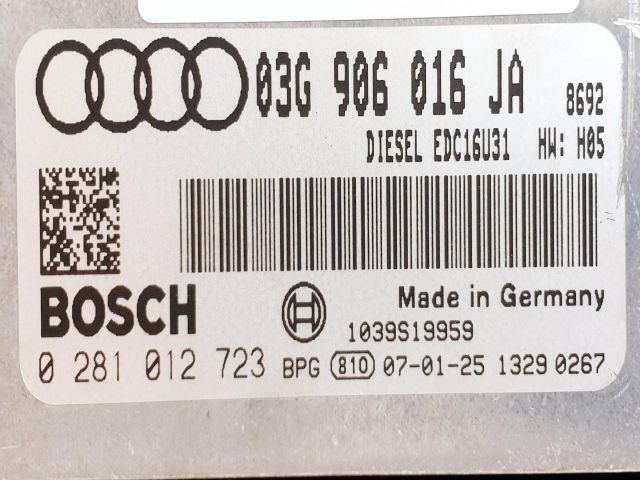 03G 906 016 JA 8692
DIESEL EDC16U31 HW: H05
BOSCH
Made in Germany
1039S19959
0 281 012 723 BPG 810 07-01-25 1329 0267